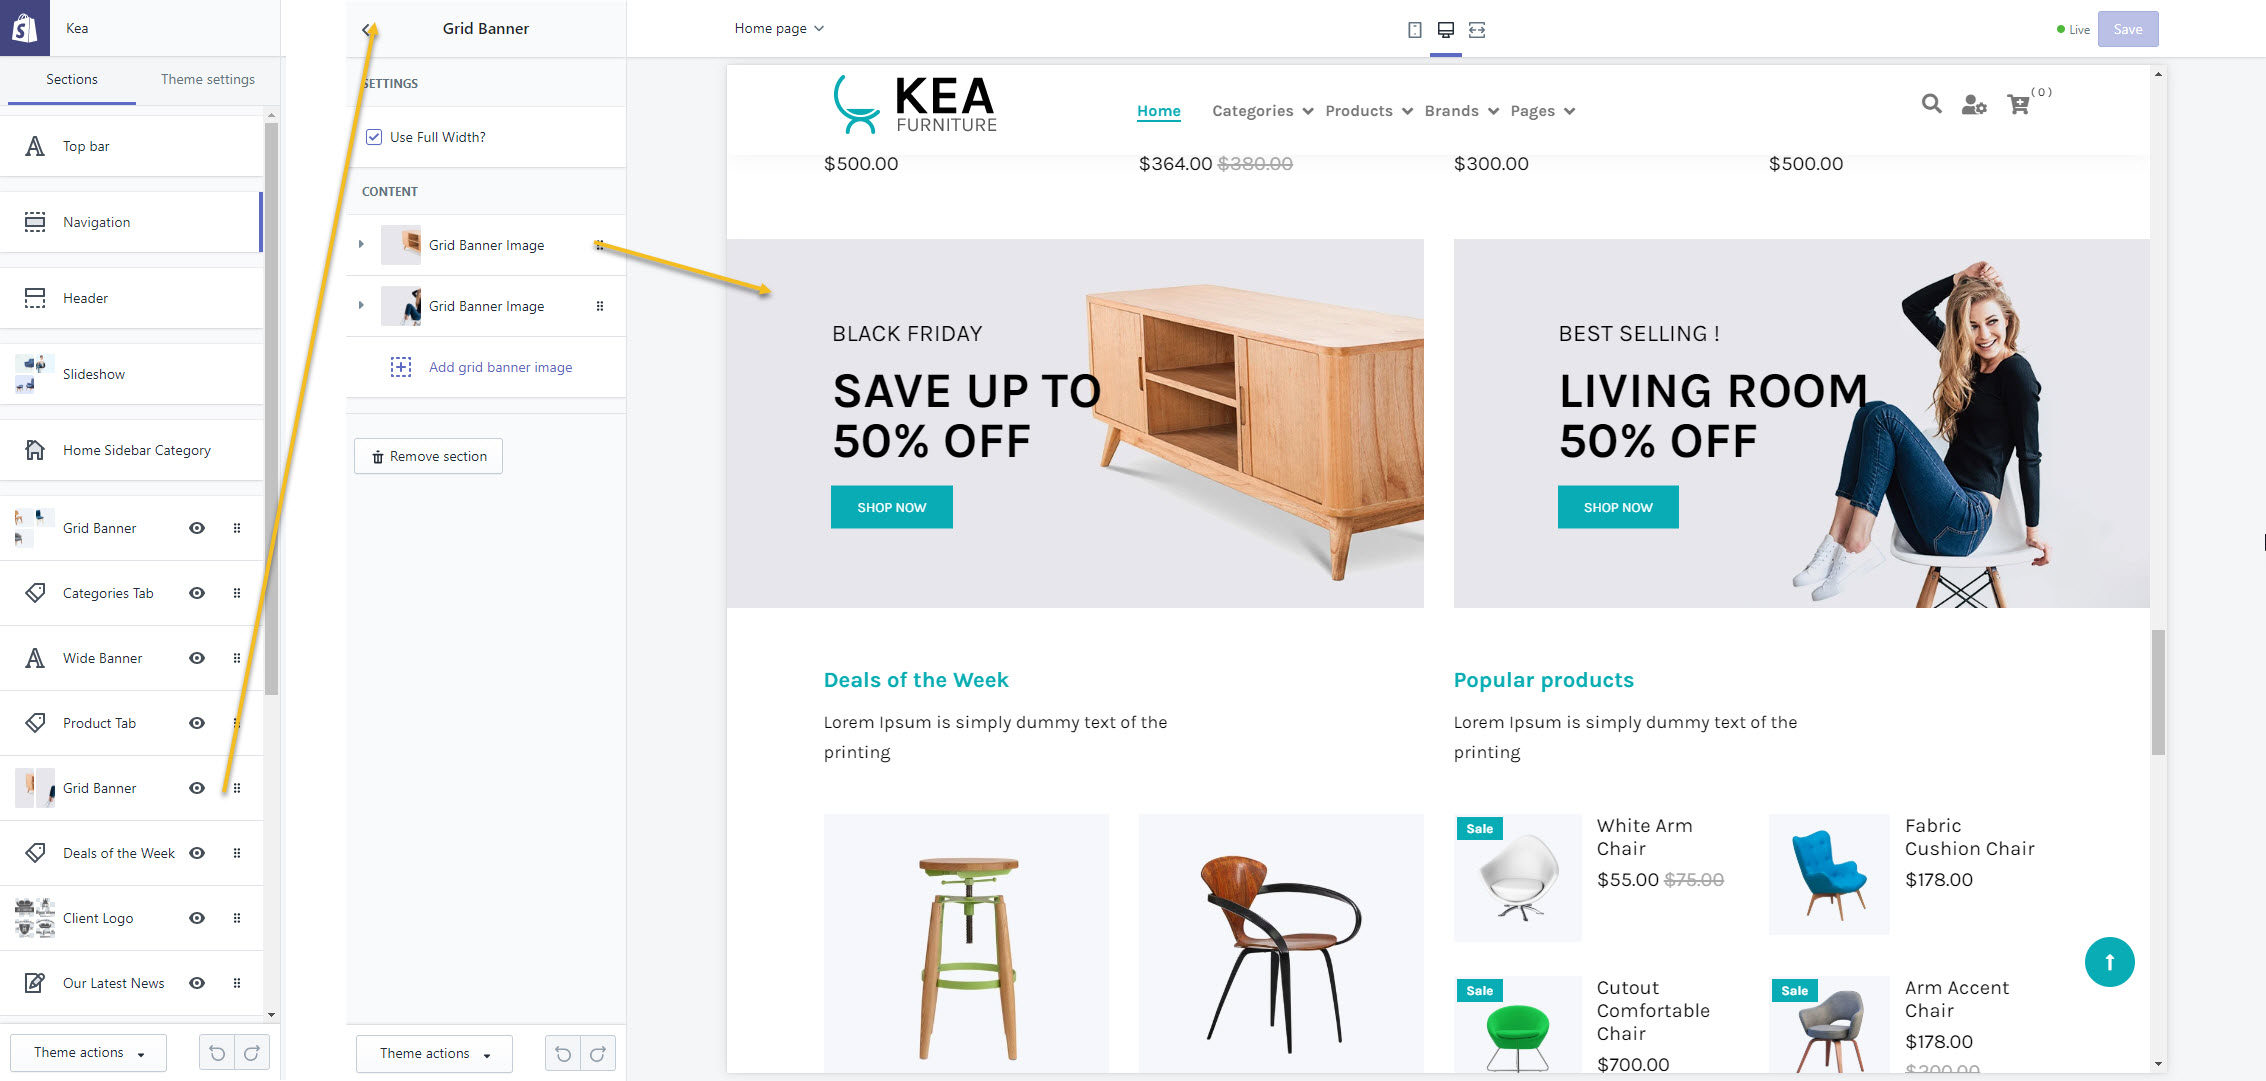 Kea
Sections
Theme settings
Top bar
Navigation
Header
Slideshow
Home Sidebar Category
Grid Banner
Categories Tab
Wide Banner
Product Tab
Grid Banner
Deals of the Week
Client Logo
Our Latest News
Theme actions
Grid Banner
SETTINGS
Use Full Width?
CONTENT
Grid Banner Image
Grid Banner Image
Add grid banner image
Remove section
Theme actions
Home page
Live
Save
KEA
FURNITURE
Home
Categories
Products
Brands
Pages
(0)
$500.00
$364.00 $380.00
$300.00
$500.00
BLACK FRIDAY
SAVE UP TO
50% OFF
SHOP NOW
BEST SELLING !
LIVING ROOM
50% OFF
SHOP NOW
Deals of the Week
Lorem Ipsum is simply dummy text of the
printing
Popular products
Lorem Ipsum is simply dummy text of the
printing
Sale
White Arm
Chair
$55.00 $75.00
Fabric
Cushion Chair
$178.00
Sale
Cutout
Comfortable
Chair
$700.00
Sale
Arm Accent
Chair
$178.00